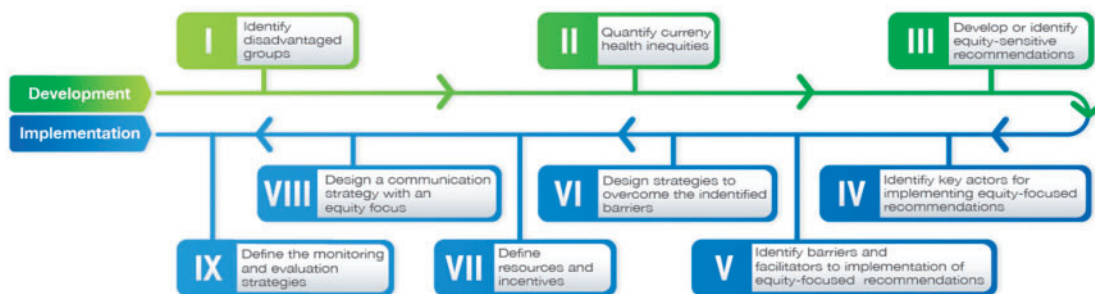 I
Identify
disadvantaged
groups
II
Quantify curreny
health inequities
III
Develop or identify
equity-sensitive
recommendations
Development
Implementation
IV
Identifiy key actors for
implementing equity-focused
recommendations
V
Identify barriers and
facilitators to implementation of
equity-focused recommendations
VI
Design strategies to
overcome the indentified
barriers
VII
Define
resources and
incentives
VIII
Design a communication
strategy with an
equity focus
IX
Define the monitoring
and evaluation
strategies